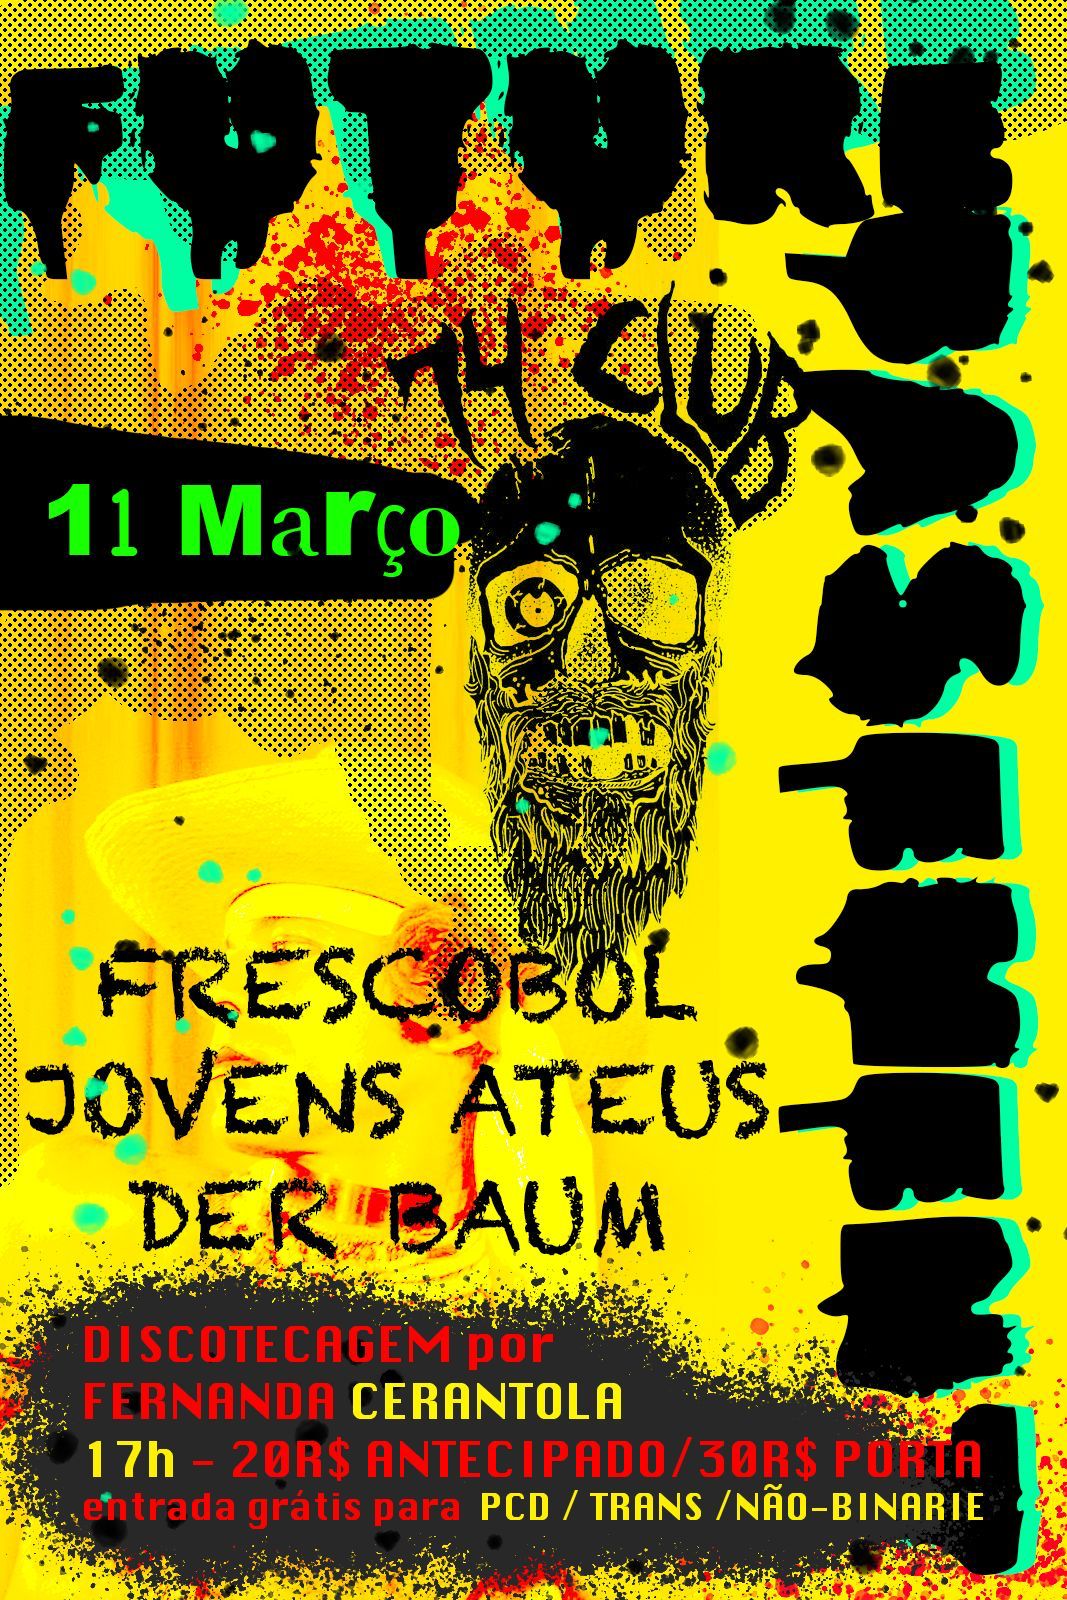 FUTURE
74 CLUB
11 Março
FRESCOBOL
JOVENS ATEUS
DER BAUM
DISCOTECAGEM por
FERNANDA CERANTOLA
17h - 20R$ ANTECIPADO/30R$ PORTA
entrada grátis para PCD / TRANS /NÃO-BINARIE